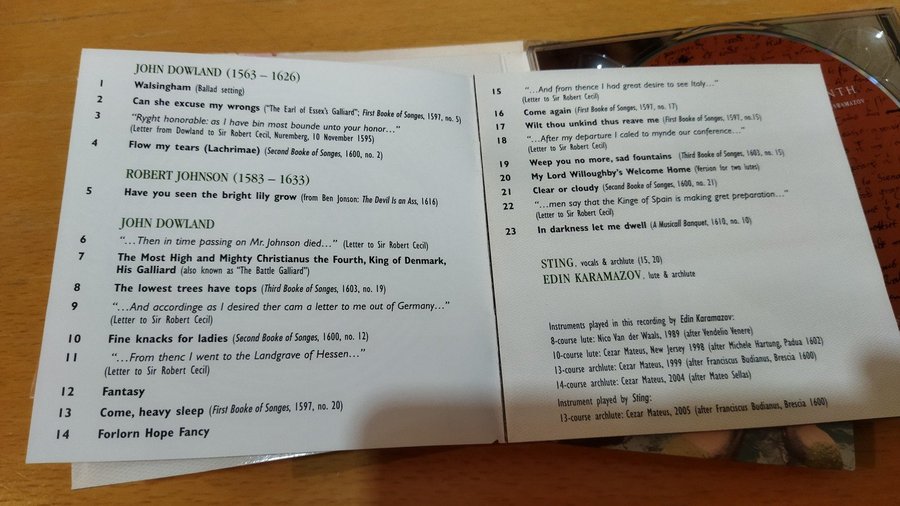 JOHN DOWLAND (1563 – 1626)
1 Walsingham (Ballad setting)
2 Can she excuse my wrongs ("The Earl of Essex's Galliard"; First Booke of Songes, 1597, no. 5)
3 "Ryght honorable: as I have bin most bounde unto your honor…"
(Letter from Dowland to Sir Robert Cecil, Nuremberg, 10 November 1595)
4 Flow my tears (Lachrimae) (Second Booke of Songs, 1600, no. 2)
ROBERT JOHNSON (1583 – 1633)
5 Have you seen the bright lily grow (from Ben Jonson: The Devil Is an Ass, 1616)
JOHN DOWLAND
6 "…Then in time passing on Mr. Johnson died…" (Letter to Sir Robert Cecil)
7 The Most High and Mighty Christianus the Fourth, King of Denmark,
His Galliard (also known as "The Battle Galliard")
8 The lowest trees have tops (Third Booke of Songs, 1603, no. 19)
9 "…And accordinge as I desired ther cam a letter to me out of Germany…"
(Letter to Sir Robert Cecil)
10 Fine knacks for ladies (Second Booke of Songs, 1600, no. 12)
11 "…From thenc I went to the Landgrave of Hessen…"
(Letter to Sir Robert Cecil)
12 Fantasy
13 Come, heavy sleep (First Booke of Songes, 1597, no. 20)
14 Forlorn Hope Fancy
15 "…And from thence I had great desire to see Italy…"
(Letter to Sir Robert Cecil)
16 Come again (First Booke of Songes, 1597, no. 17)
17 Wilt thou unkind thus reave me (First Booke of Songes, 1597, no.15)
18 "…After my departure I caled to mynde our conference…"
(Letter to Sir Robert Cecil)
19 Weep you no more, sad fountains (Third Booke of Songs, 1603, no. 15)
20 My Lord Willoughby's Welcome Home (Version for two lutes)
21 Clear or cloudy (Second Booke of Songs, 1600, no. 21)
22 "…men say that the Kinge of Spain is making gret preparation…"
(Letter to Sir Robert Cecil)
23 In darkness let me dwell (A Musicall Banquet, 1610, no. 10)
STING, vocals & archlute (15, 20)
EDIN KARAMAZOV, lute & archlute
Instruments played in this recording by Edin Karamazov:
8-course lute: Nico Van der Waals, 1989 (after Vendelio Venere)
10-course lute: Cezar Mateus, New Jersey 1998 (after Michele Hartung, Padua 1602)
13-course archlute: Cezar Mateus, 1999 (after Franciscus Budianus, Brescia 1600)
14-course archlute: Cezar Mateus, 2004 (after Mateo Sellas)
Instrument played by Sting:
13-course archlute: Cezar Mateus, 2005 (after Franciscus Budianus, Brescia 1600)
NTH
KARAMAZOV